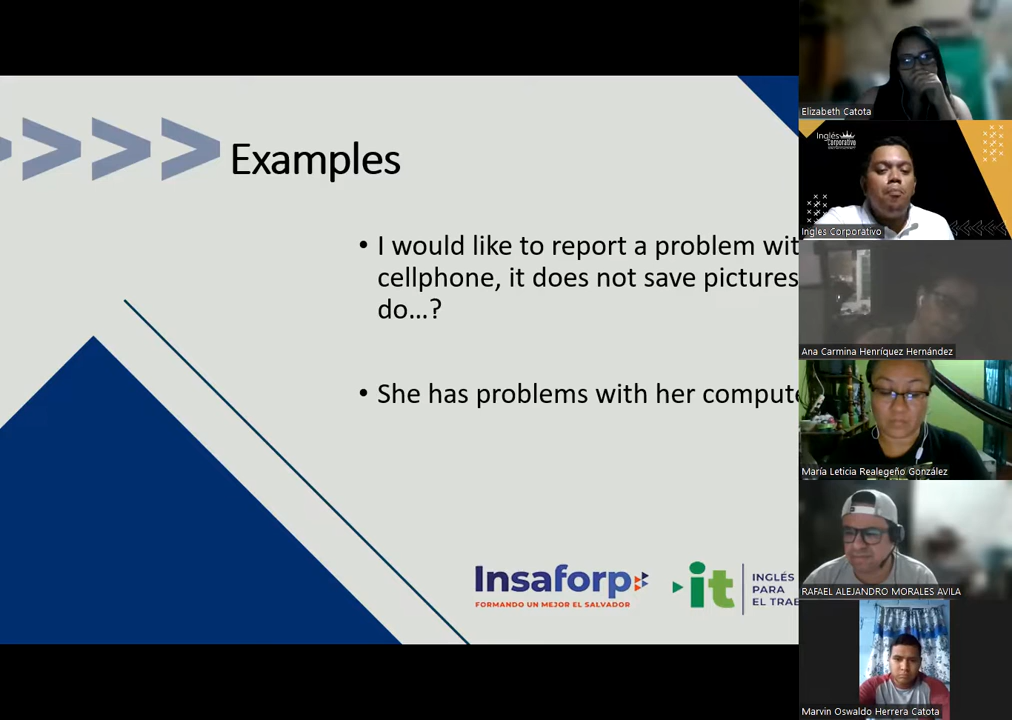 Examples
• I would like to report a problem wit
cellphone, it does not save pictures
do...?
• She has problems with her compute
Insaforp
FORMANDO UN MEJOR EL SALVADOR
it
INGLÉS
PARA
EL TRA
Elizabeth Catota
Inglés
Corporativo
Ingles Corporativo
Ana Carmina Henríquez Hernández
María Leticia Realegeño González
RAFAEL ALEJANDRO MORALES AVILA
Marvin Oswaldo Herrera Catota